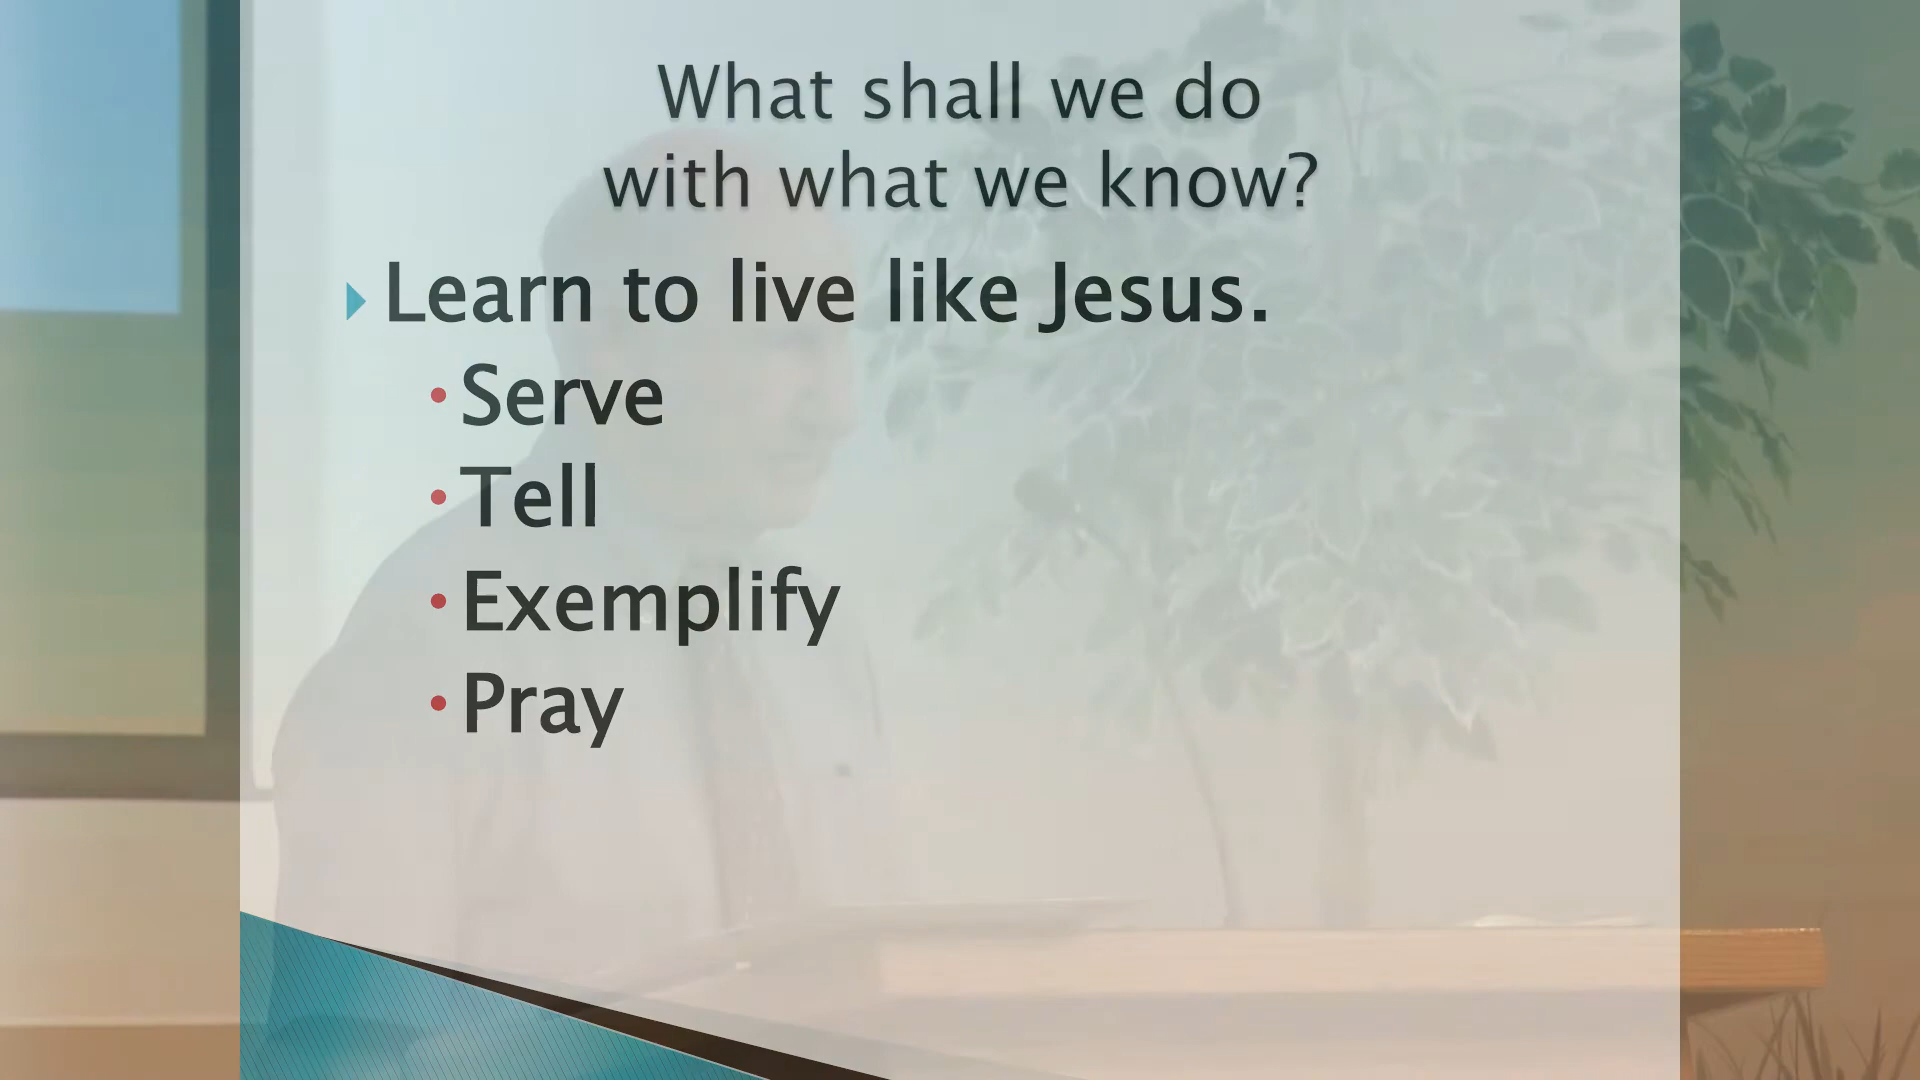 What shall we do
with what we know?
Learn to live like Jesus.
Serve
Tell
Exemplify
Pray